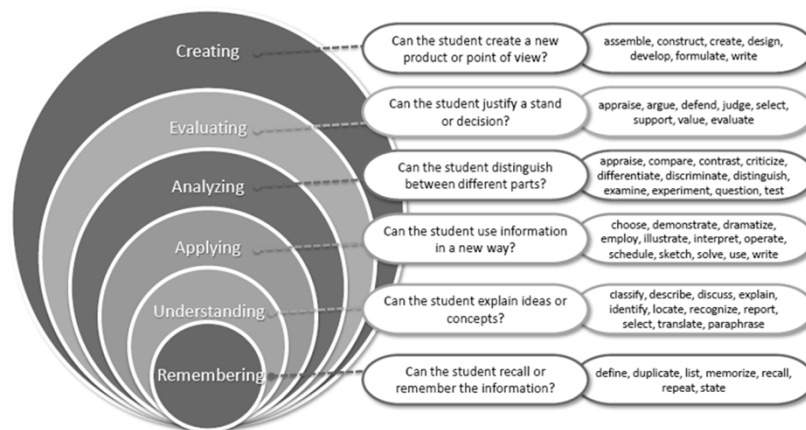 Creating
Can the student create a new
product or point of view?
assemble, construct, create, design,
develop, formulate, write
Evaluating
Can the student justify a stand
or decision?
appraise, argue, defend, judge, select,
support, value, evaluate
Analyzing
Can the student distinguish
between different parts?
appraise, compare, contrast, criticize,
differentiate, discriminate, distinguish,
examine, experiment, question, test
Applying
Can the student use information
in a new way?
choose, demonstrate, dramatize,
employ, illustrate, interpret, operate,
schedule, sketch, solve, use, write
Understanding
Can the student explain ideas or
concepts?
classify, describe, discuss, explain,
identify, locate, recognize, report,
select, translate, paraphrase
Remembering
Can the student recall or
remember the information?
define, duplicate, list, memorize, recall,
repeat, state